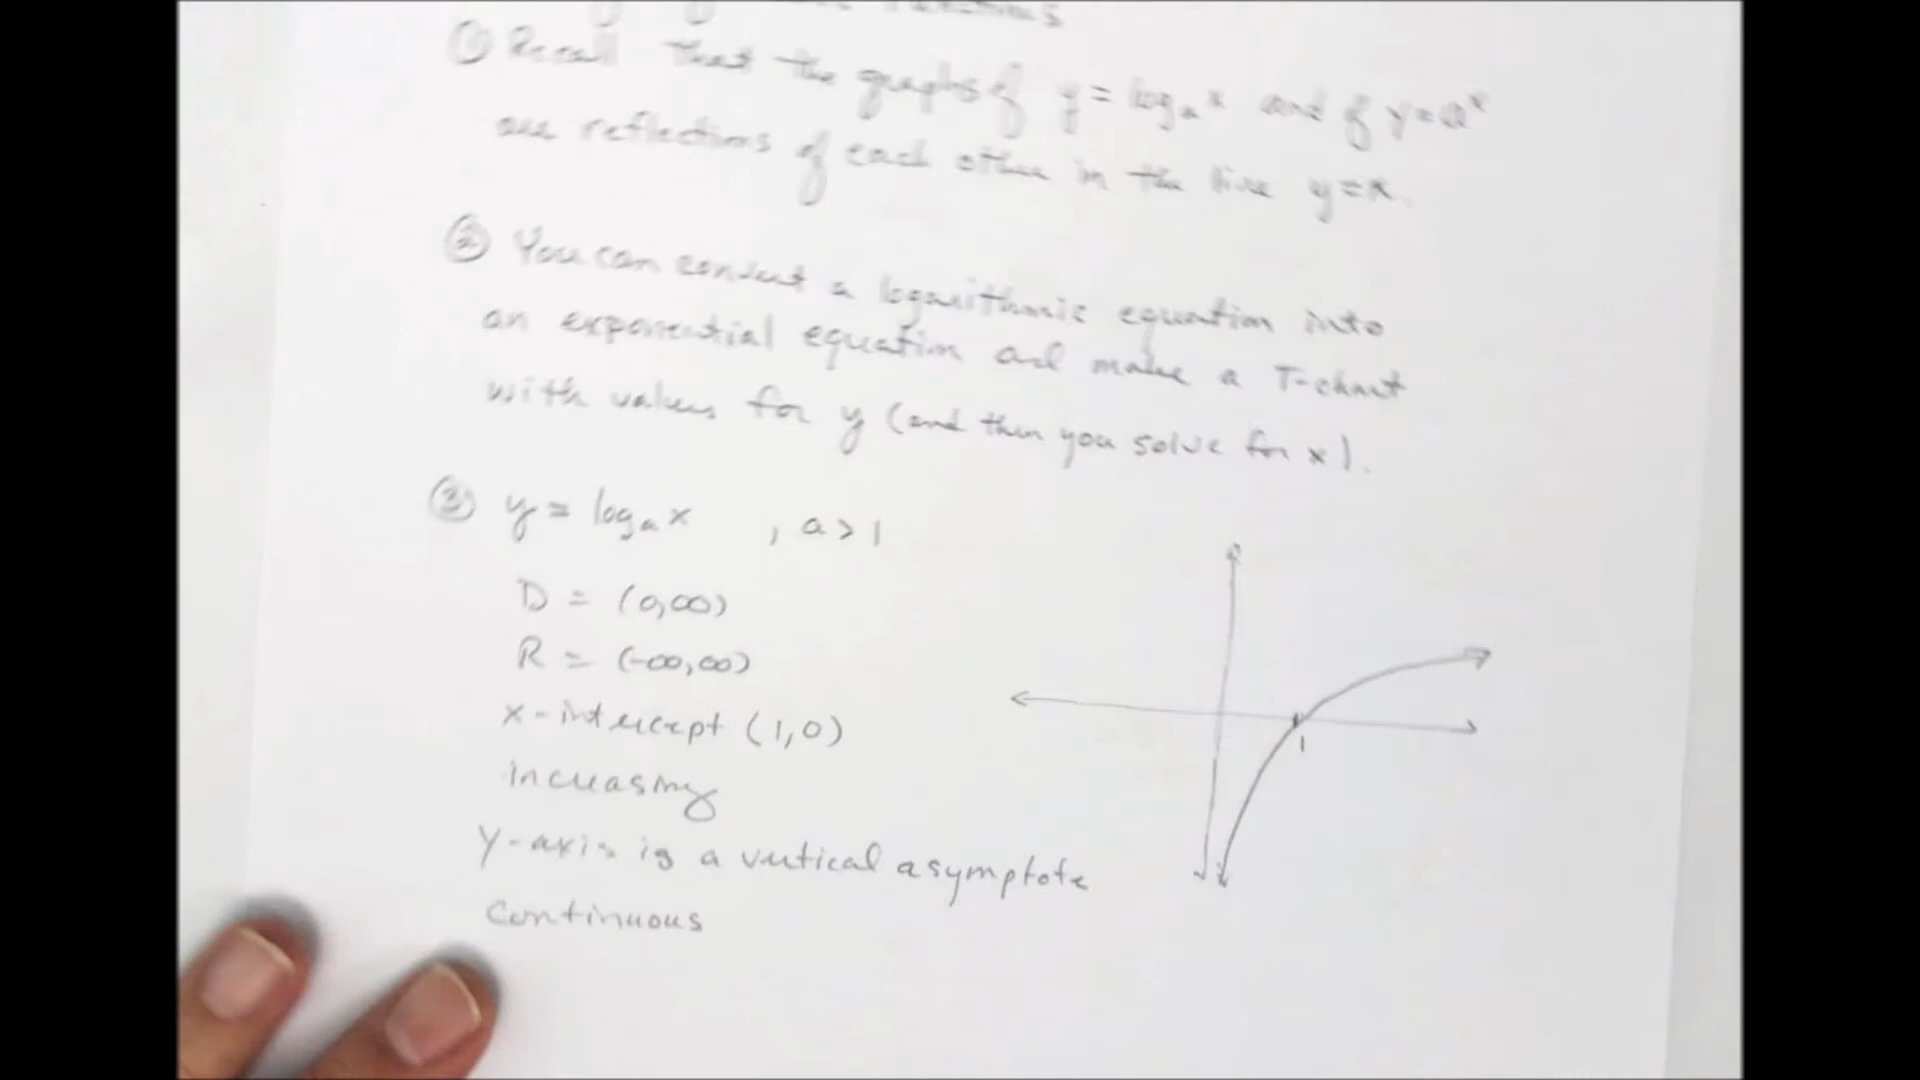 ① Recall that the graphs of y = logₐ x and of y = aˣ
are reflections of each other in the line y = x.
② You can convert a logarithmic equation into
an exponential equation and make a T-chart
with values for y (and then you solve for x).
③ y = logₐ x , a > 1
D = (0,∞)
R = (-∞,∞)
x-intercept (1,0)
increasing
Y-axis is a vertical asymptote
Continuous
1